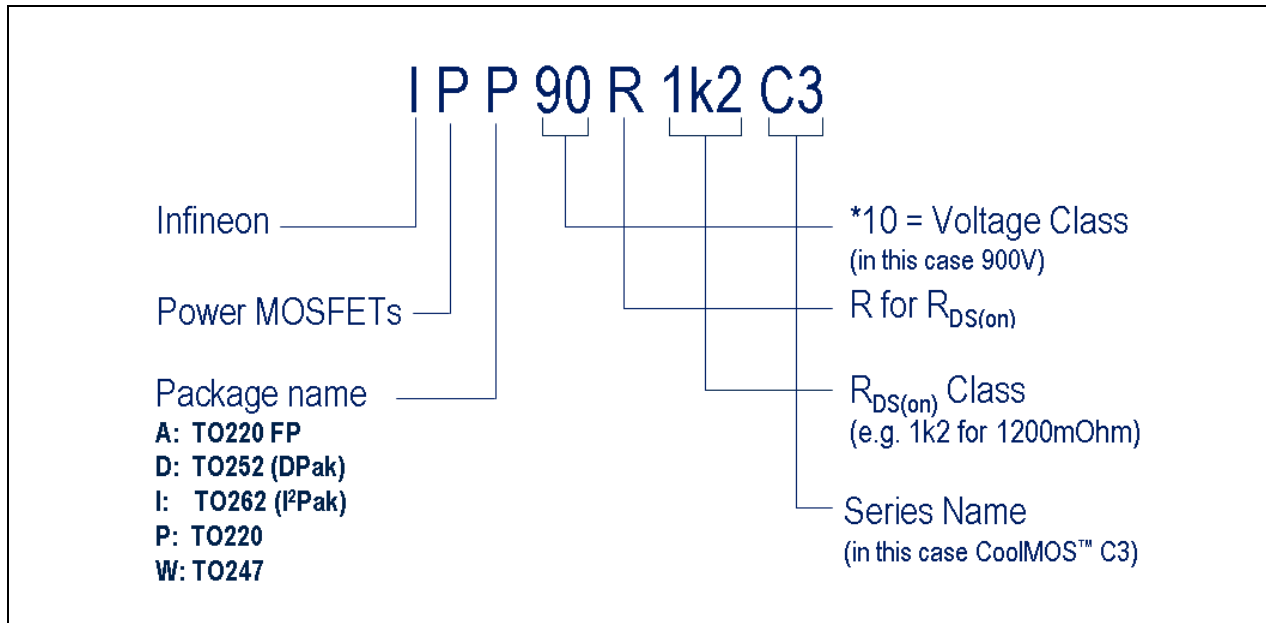 I P P 90 R 1k2 C3
Infineon
Power MOSFETs
Package name
A: TO220 FP
D: TO252 (DPak)
I: TO262 (I²Pak)
P: TO220
W: TO247
*10 = Voltage Class
(in this case 900V)
R for RDS(on)
RDS(on) Class
(e.g. 1k2 for 1200mOhm)
Series Name
(in this case CoolMOS™ C3)